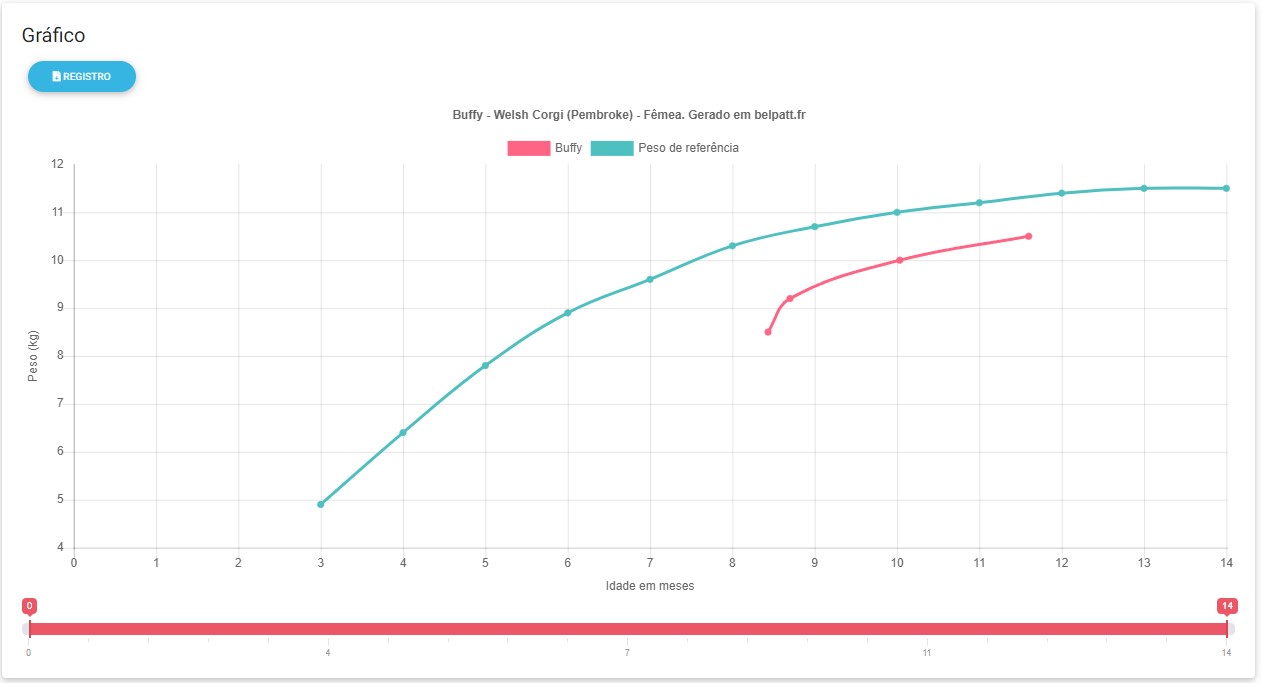 Gráfico
REGISTRO
Buffy - Welsh Corgi (Pembroke) - Fêmea. Gerado em belpatt.fr
Buffy Peso de referência
12
11
10
9
8
7
6
5
4
Peso (kg)
0 1 2 3 4 5 6 7 8 9 10 11 12 13 14
Idade em meses
0 14
0 4 7 11 14